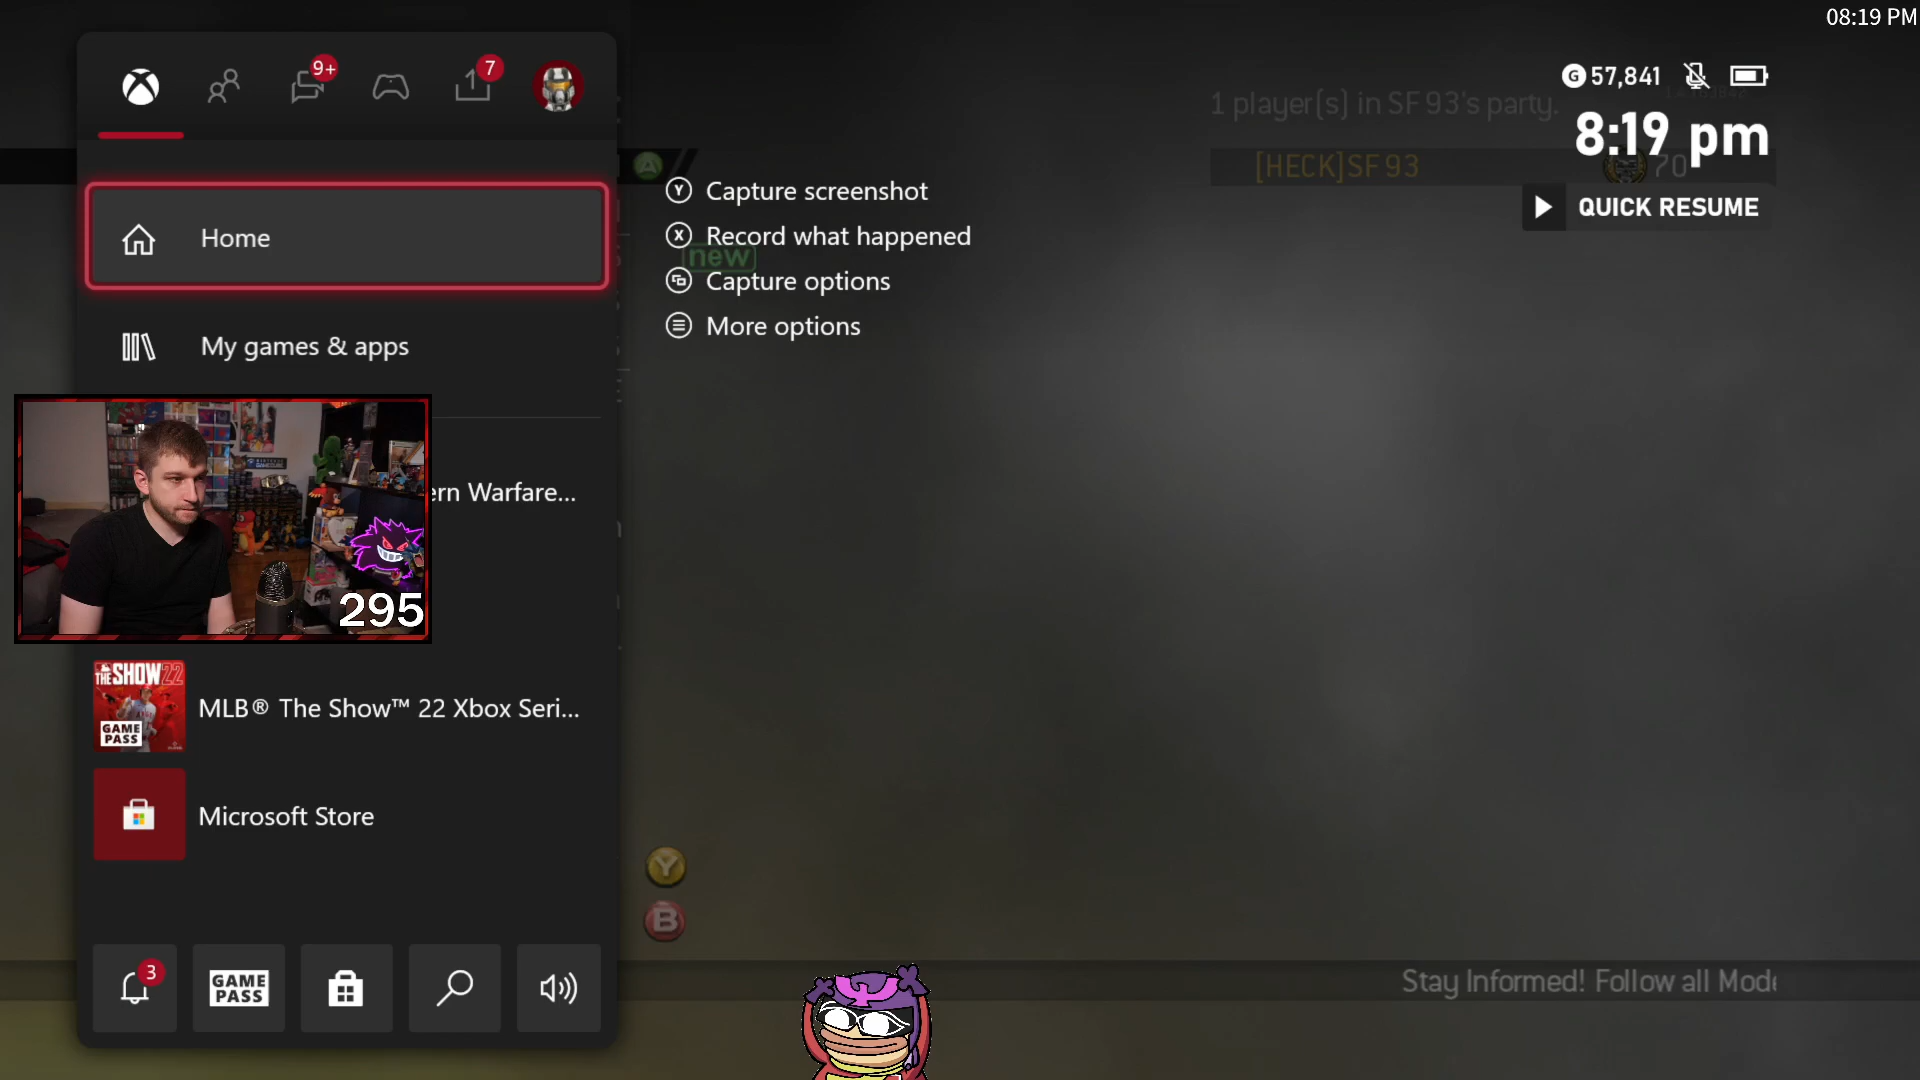 08:19 PM
9+
7
G 57,841
1 player(s) in SF 93's party.
8:19 pm
A
[HECK]SF 93
70
Y Capture screenshot
QUICK RESUME
Home
X Record what happened
new
Capture options
More options
My games & apps
ern Warfare...
295
THE SHOW 22
GAME PASS
MLB® The Show™ 22 Xbox Seri...
Microsoft Store
Y
B
3
GAME PASS
Stay Informed! Follow all Mod